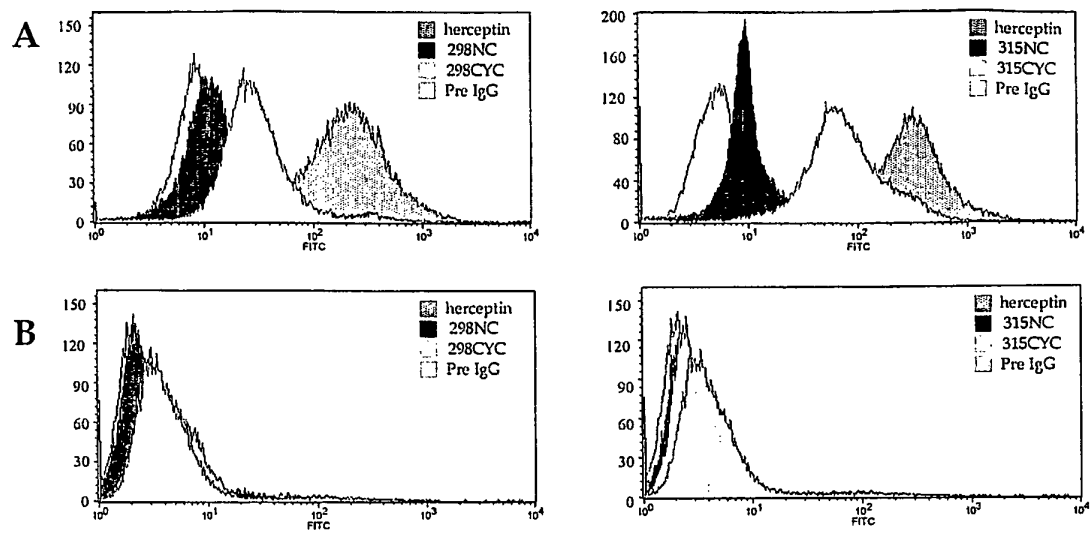 A
150
120
90
60
30
0
10⁰ 10¹ 10² 10³ 10⁴
FITC
herceptin
298NC
298CYC
Pre IgG
200
160
120
80
40
0
10⁰ 10¹ 10² 10³ 10⁴
FITC
herceptin
315NC
315CYC
Pre IgG
B
150
120
90
60
30
0
10⁰ 10¹ 10² 10³ 10⁴
FITC
herceptin
298NC
298CYC
Pre IgG
150
120
90
60
30
0
10⁰ 10¹ 10² 10³ 10⁴
FITC
herceptin
315NC
315CYC
Pre IgG